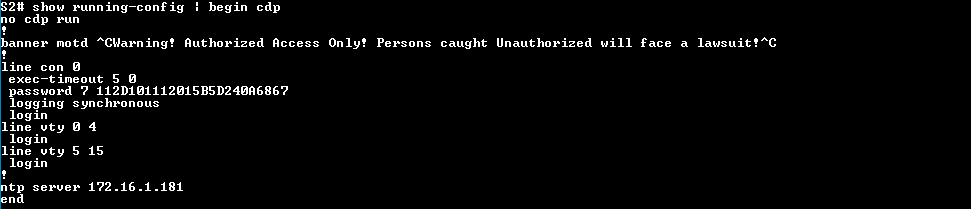 S2# show running-config | begin cdp
no cdp run
!
banner motd ^CWarning! Authorized Access Only! Persons caught Unauthorized will face a lawsuit!^C
!
line con 0
 exec-timeout 5 0
 password 7 112D101112015B5D240A6867
 logging synchronous
 login
line vty 0 4
 login
line vty 5 15
 login
!
ntp server 172.16.1.181
end